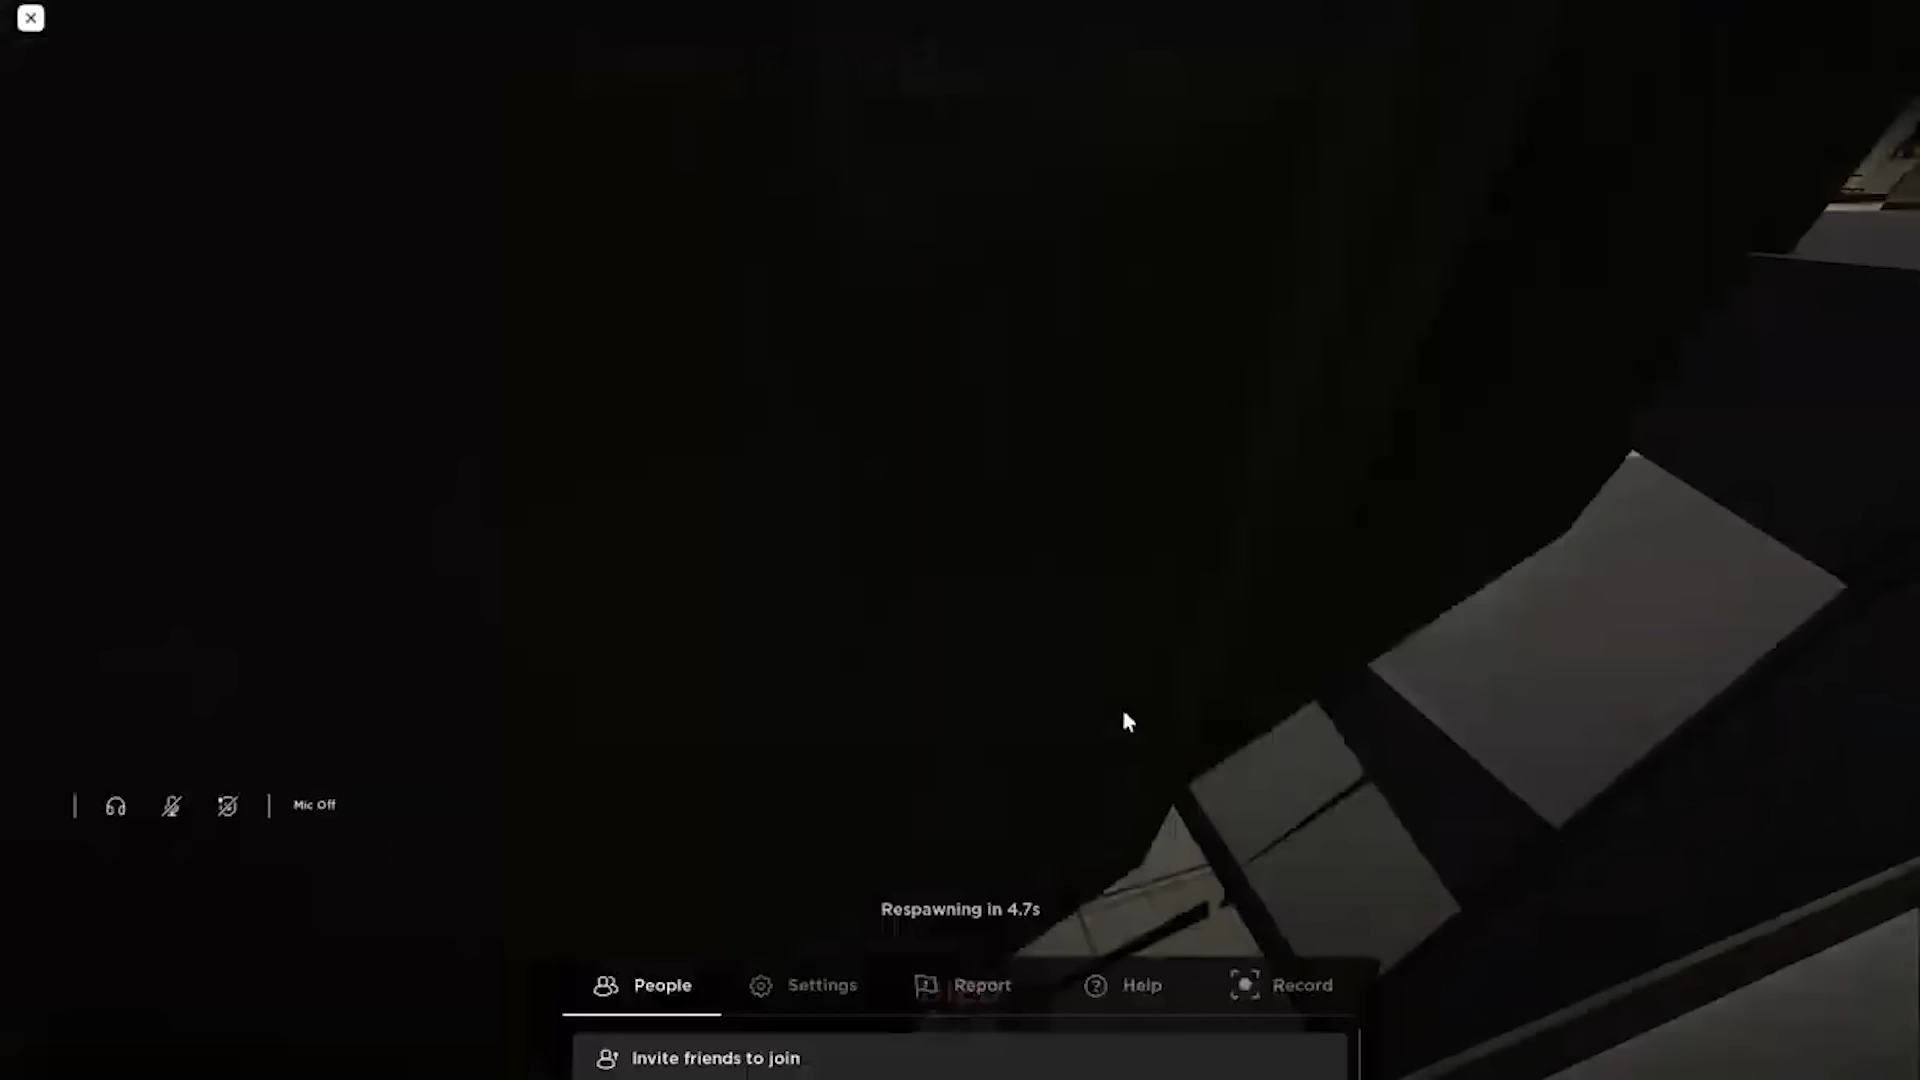 Mic Off
Respawning in 4.7s
People
Settings
Report
Help
Record
Invite friends to join